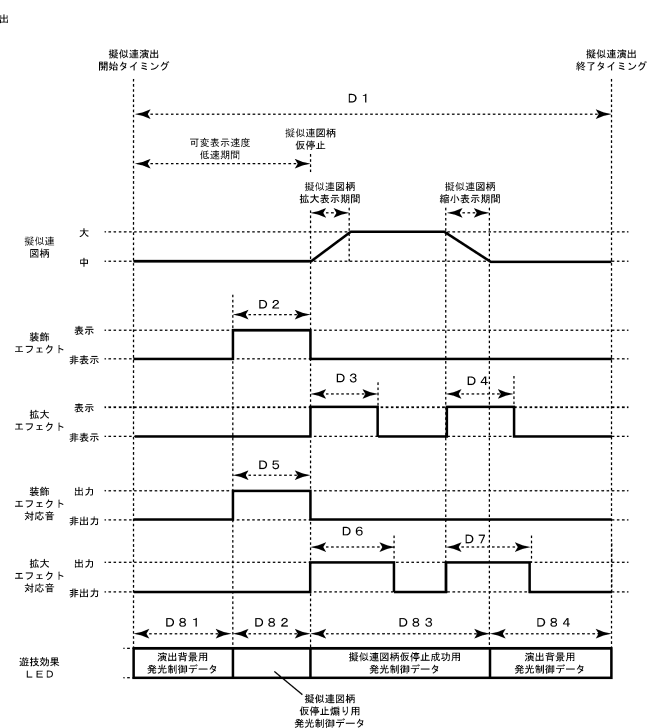 出
擬似連演出
開始タイミング
擬似連演出
終了タイミング
D1
可変表示速度
低速期間
擬似連図柄
仮停止
擬似連図柄
拡大表示期間
擬似連図柄
縮小表示期間
擬似連
図柄
大
中
D2
装飾
エフェクト
表示
非表示
D3
D4
拡大
エフェクト
表示
非表示
D5
装飾
エフェクト
対応音
出力
非出力
D6
D7
拡大
エフェクト
対応音
出力
非出力
D81
D82
D83
D84
遊技効果
LED
演出背景用
発光制御データ
擬似連図柄仮停止成功用
発光制御データ
演出背景用
発光制御データ
擬似連図柄
仮停止煽り用
発光制御データ